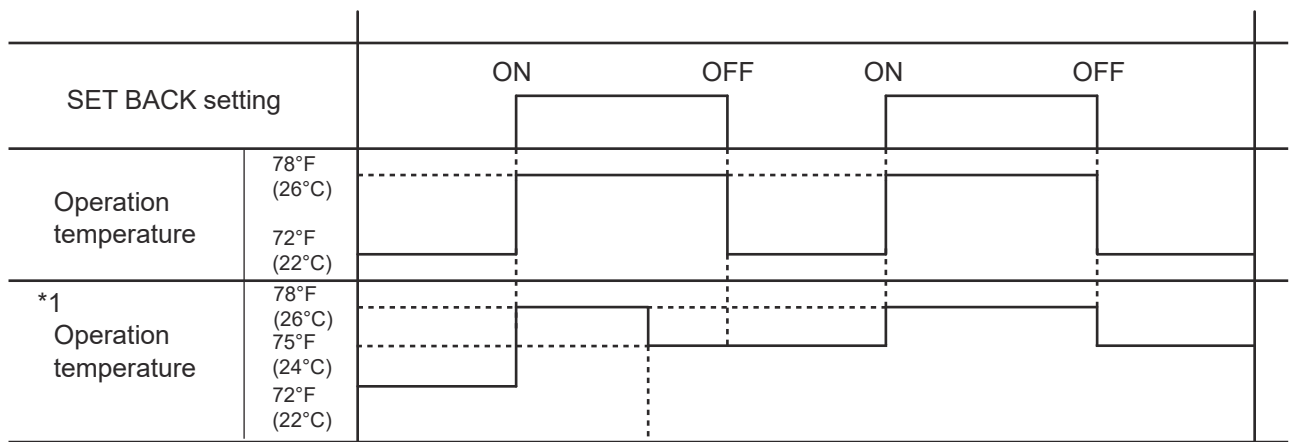 ON OFF ON OFF
SET BACK setting
78°F
(26°C)
Operation
temperature
72°F
(22°C)
*1
Operation
temperature
78°F
(26°C)
75°F
(24°C)
72°F
(22°C)